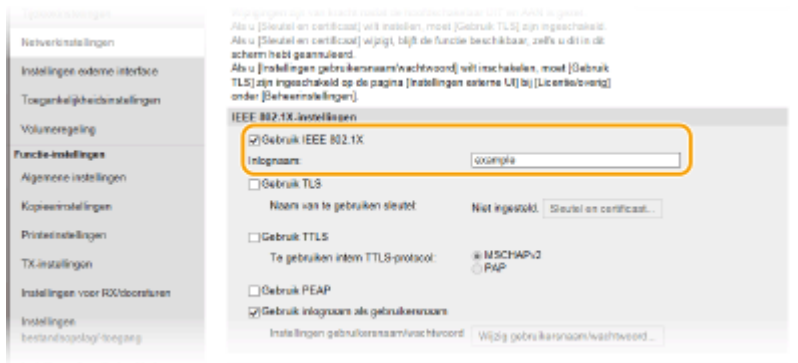 Netwerkinstellingen
Instellingen externe interface
Toegankelijkheidsinstellingen
Volumeregeling
Functie-instellingen
Algemene instellingen
Kopieerinstellingen
Printerinstellingen
TX-instellingen
Instellingen voor RX/doorsturen
Instellingen
bestandsopslag/-toegang
Als u [Sleutel en certificaat] wilt instellen, moet [Gebruik TLS] zijn ingeschakeld.
Als u [Sleutel en certificaat] wijzigt, blijft de functie beschikbaar, zelfs u dit in dit
scherm hebt geannuleerd.
Als u [Instellingen gebruikersnaam/wachtwoord] wilt inschakelen, moet [Gebruik
TLS] zijn ingeschakeld op de pagina [Instellingen externe UI] bij [Licentie/overig]
onder [Beheerinstellingen].
IEEE 802.1X-instellingen
Gebruik IEEE 802.1X
Inlognaam: example
Gebruik TLS
Naam van te gebruiken sleutel: Niet ingesteld. Sleutel en certificaat...
Gebruik TTLS
Te gebruiken intern TTLS-protocol: MSCHAPv2
PAP
Gebruik PEAP
Gebruik inlognaam als gebruikersnaam
Instellingen gebruikersnaam/wachtwoord Wijzig gebruikersnaam/wachtwoord...